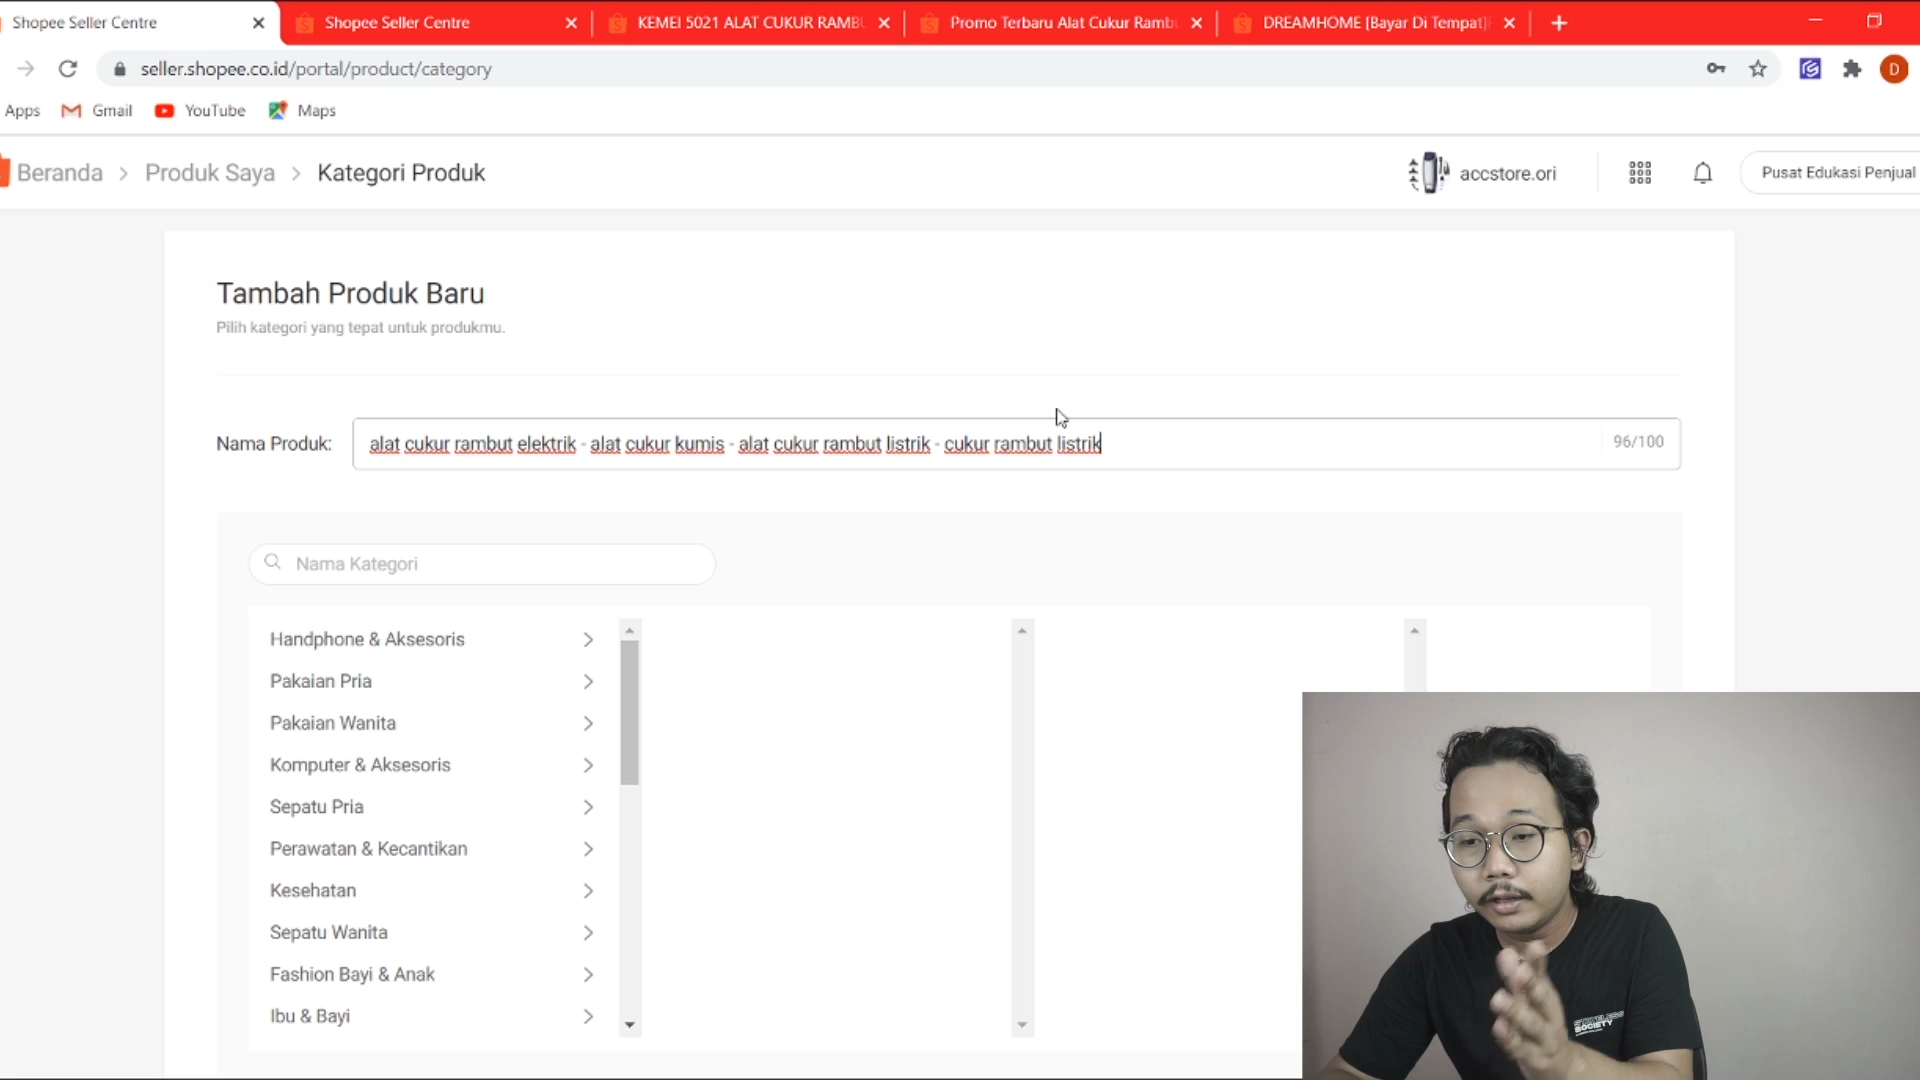 Shopee Seller Centre
Shopee Seller Centre
KEMEI 5021 ALAT CUKUR RAMBU
Promo Terbaru Alat Cukur Rambu
DREAMHOME [Bayar Di Tempat]
seller.shopee.co.id/portal/product/category
D
Apps
Gmail
YouTube
Maps
Beranda > Produk Saya > Kategori Produk
accstore.ori
Pusat Edukasi Penjual
Tambah Produk Baru
Pilih kategori yang tepat untuk produkmu.
Nama Produk:
alat cukur rambut elektrik - alat cukur kumis - alat cukur rambut listrik - cukur rambut listrik
96/100
Nama Kategori
Handphone & Aksesoris
Pakaian Pria
Pakaian Wanita
Komputer & Aksesoris
Sepatu Pria
Perawatan & Kecantikan
Kesehatan
Sepatu Wanita
Fashion Bayi & Anak
Ibu & Bayi
SOCIETY